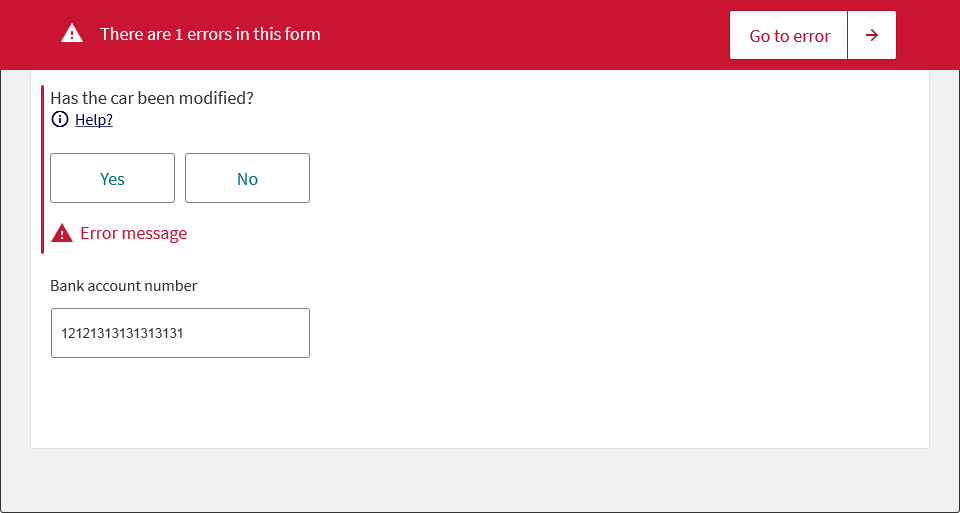 There are 1 errors in this form
Go to error
Has the car been modified?
Help?
Yes No
Error message
Bank account number
12121313131313131